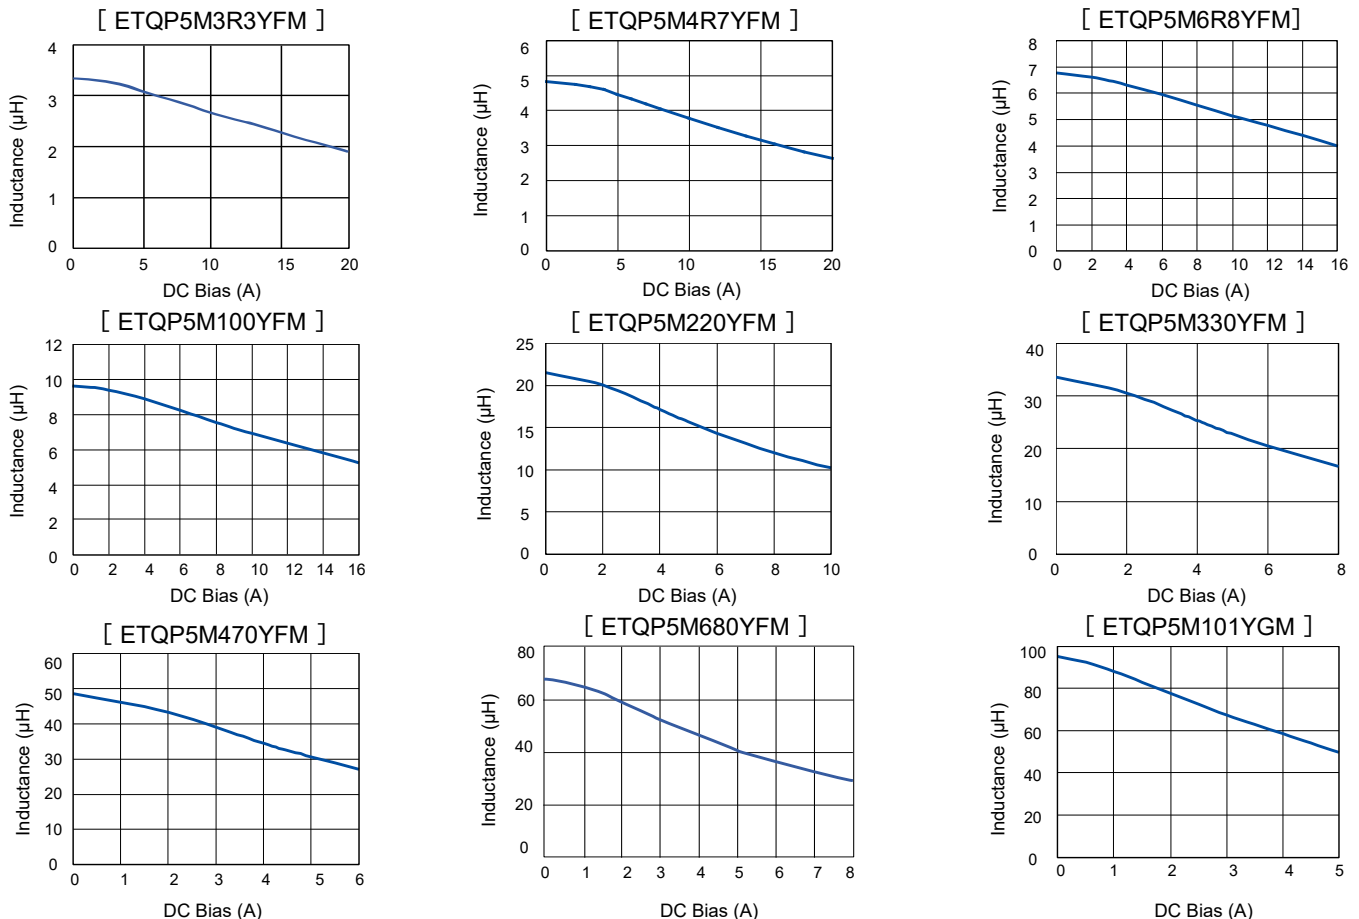 [ ETQP5M3R3YFM ]
4
3
2
1
0
Inductance (µH)
0 5 10 15 20
DC Bias (A)
[ ETQP5M4R7YFM ]
6
5
4
3
2
1
0
Inductance (µH)
0 5 10 15 20
DC Bias (A)
[ ETQP5M6R8YFM]
8
7
6
5
4
3
2
1
0
Inductance (µH)
0 2 4 6 8 10 12 14 16
DC Bias (A)
[ ETQP5M100YFM ]
12
10
8
6
4
2
0
Inductance (µH)
0 2 4 6 8 10 12 14 16
DC Bias (A)
[ ETQP5M220YFM ]
25
20
15
10
5
0
Inductance (µH)
0 2 4 6 8 10
DC Bias (A)
[ ETQP5M330YFM ]
40
30
20
10
0
Inductance (µH)
0 2 4 6 8
DC Bias (A)
[ ETQP5M470YFM ]
60
50
40
30
20
10
0
Inductance (µH)
0 1 2 3 4 5 6
DC Bias (A)
[ ETQP5M680YFM ]
80
60
40
20
0
Inductance (µH)
0 1 2 3 4 5 6 7 8
DC Bias (A)
[ ETQP5M101YGM ]
100
80
60
40
20
0
Inductance (µH)
0 1 2 3 4 5
DC Bias (A)